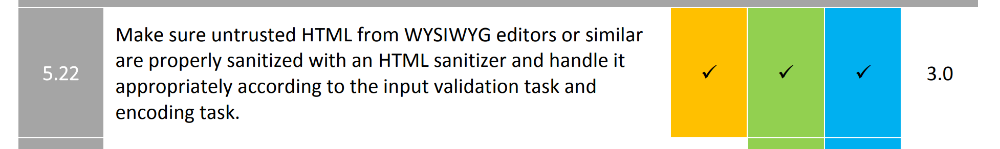 5.22
Make sure untrusted HTML from WYSIWYG editors or similar
are properly sanitized with an HTML sanitizer and handle it
appropriately according to the input validation task and
encoding task.
✓ ✓ ✓ 3.0